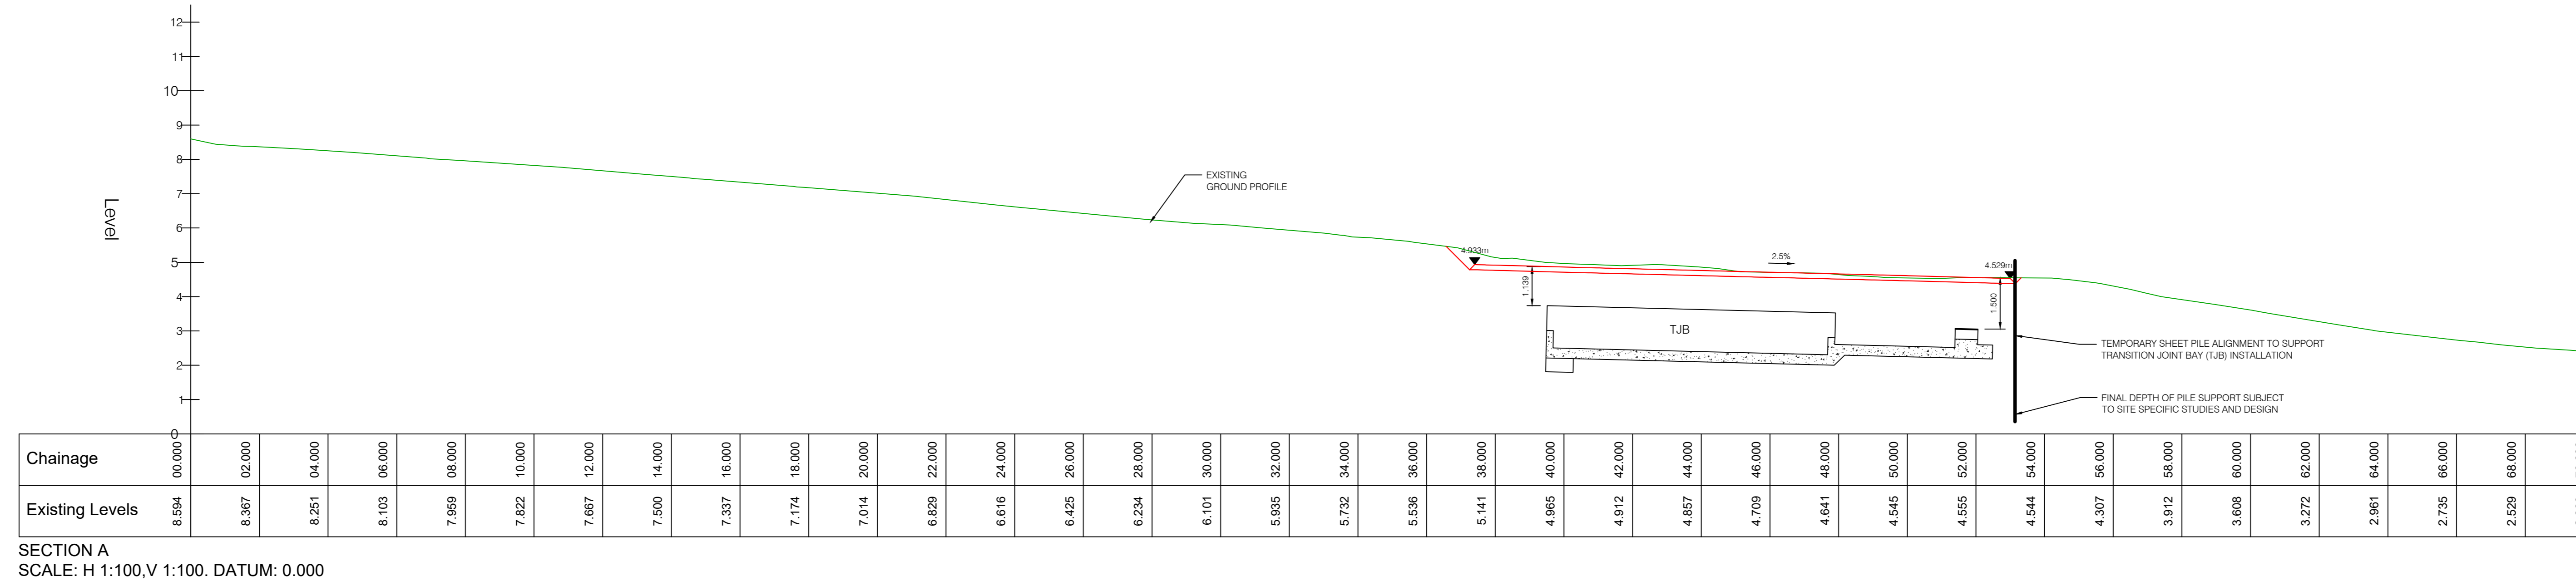 12
11
10
9
8
7
6
5
4
3
2
1
0
Level
EXISTING
GROUND PROFILE
4.933m
2.5%
4.529m
1.139
1.500
TJB
TEMPORARY SHEET PILE ALIGNMENT TO SUPPORT
TRANSITION JOINT BAY (TJB) INSTALLATION
FINAL DEPTH OF PILE SUPPORT SUBJECT
TO SITE SPECIFIC STUDIES AND DESIGN
Chainage 00.000 02.000 04.000 06.000 08.000 10.000 12.000 14.000 16.000 18.000 20.000 22.000 24.000 26.000 28.000 30.000 32.000 34.000 36.000 38.000 40.000 42.000 44.000 46.000 48.000 50.000 52.000 54.000 56.000 58.000 60.000 62.000 64.000 66.000 68.000
Existing Levels 8.594 8.367 8.251 8.103 7.959 7.822 7.667 7.500 7.337 7.174 7.014 6.829 6.616 6.425 6.234 6.101 5.935 5.732 5.536 5.141 4.965 4.912 4.857 4.709 4.641 4.545 4.555 4.544 4.307 3.912 3.608 3.272 2.961 2.735 2.529
SECTION A
SCALE: H 1:100,V 1:100. DATUM: 0.000